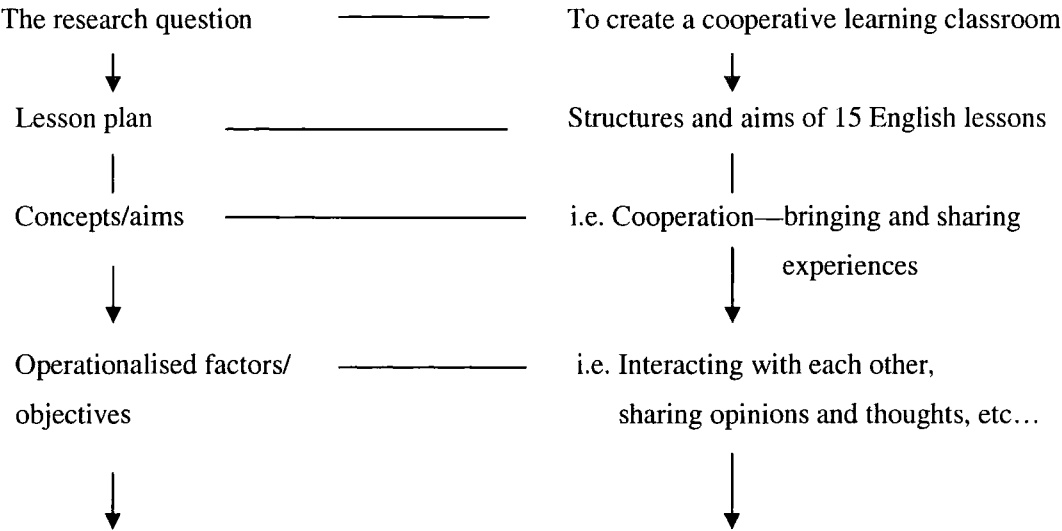 The research question To create a cooperative learning classroom
Lesson plan Structures and aims of 15 English lessons
Concepts/aims i.e. Cooperation—bringing and sharing
experiences
Operationalised factors/ i.e. Interacting with each other,
objectives sharing opinions and thoughts, etc…